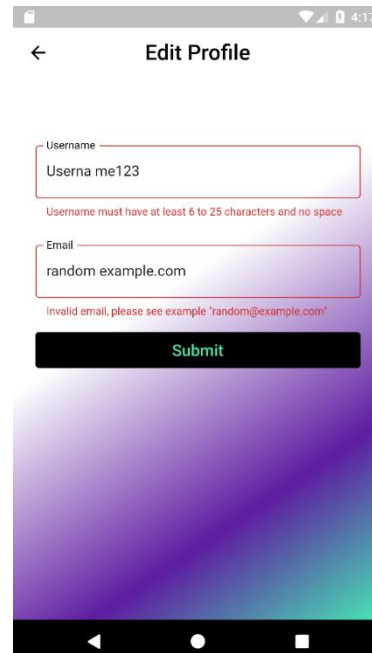 4:17
Edit Profile
Username
Userna me123
Username must have at least 6 to 25 characters and no space
Email
random example.com
Invalid email, please see example "random@example.com"
Submit